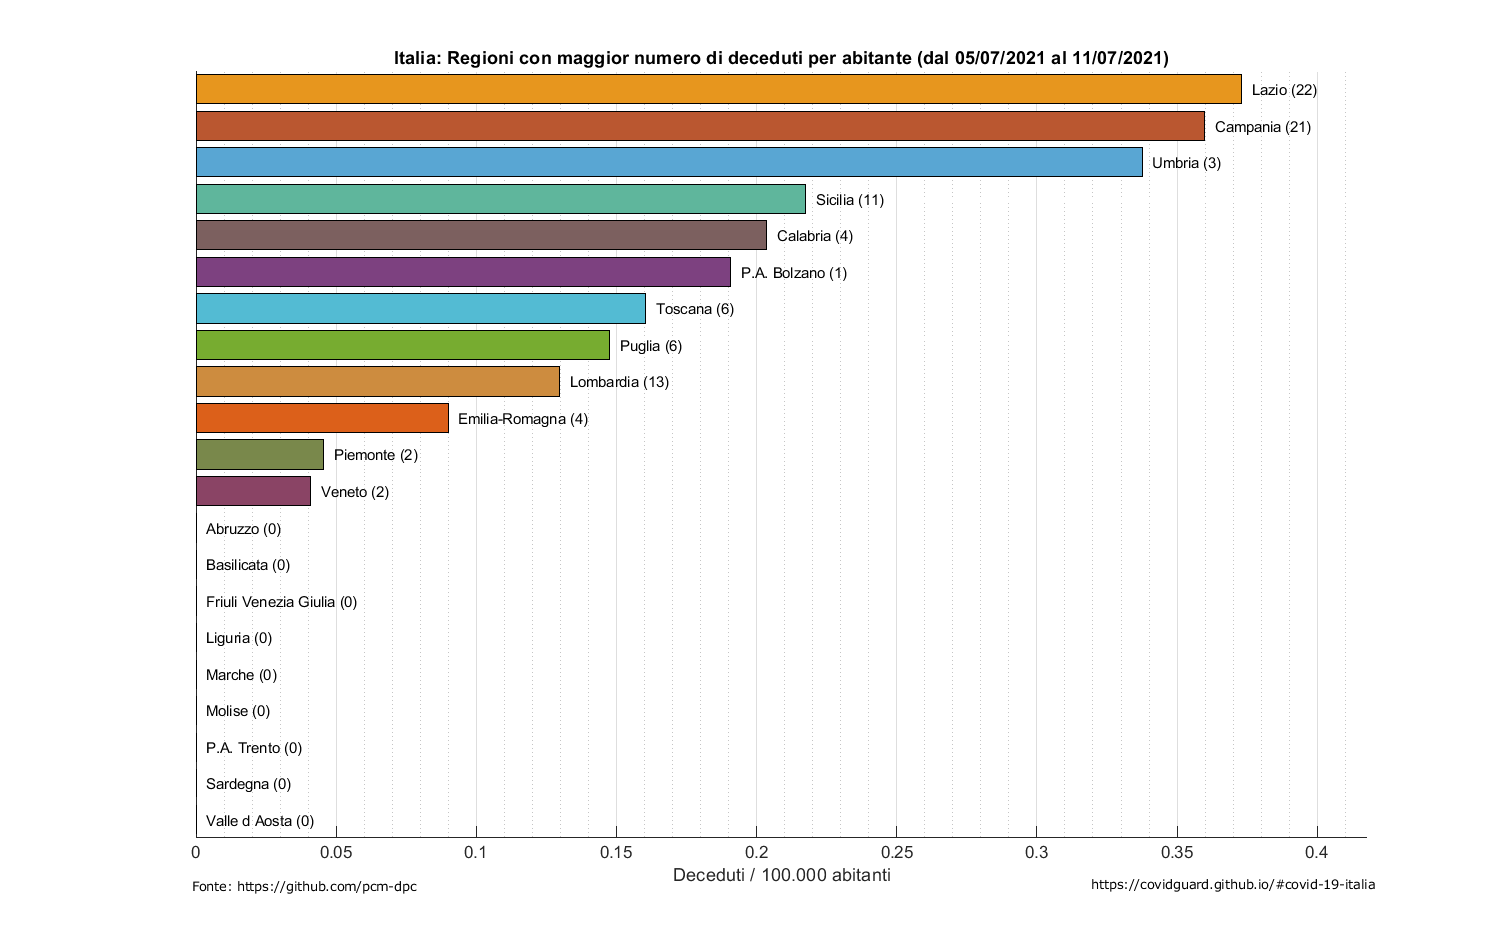 Italia: Regioni con maggior numero di deceduti per abitante (dal 05/07/2021 al 11/07/2021)
Lazio (22)
Campania (21)
Umbria (3)
Sicilia (11)
Calabria (4)
P.A. Bolzano (1)
Toscana (6)
Puglia (6)
Lombardia (13)
Emilia-Romagna (4)
Piemonte (2)
Veneto (2)
Abruzzo (0)
Basilicata (0)
Friuli Venezia Giulia (0)
Liguria (0)
Marche (0)
Molise (0)
P.A. Trento (0)
Sardegna (0)
Valle d Aosta (0)
0 0.05 0.1 0.15 0.2 0.25 0.3 0.35 0.4
Deceduti / 100.000 abitanti
Fonte: https://github.com/pcm-dpc
https://covidguard.github.io/#covid-19-italia